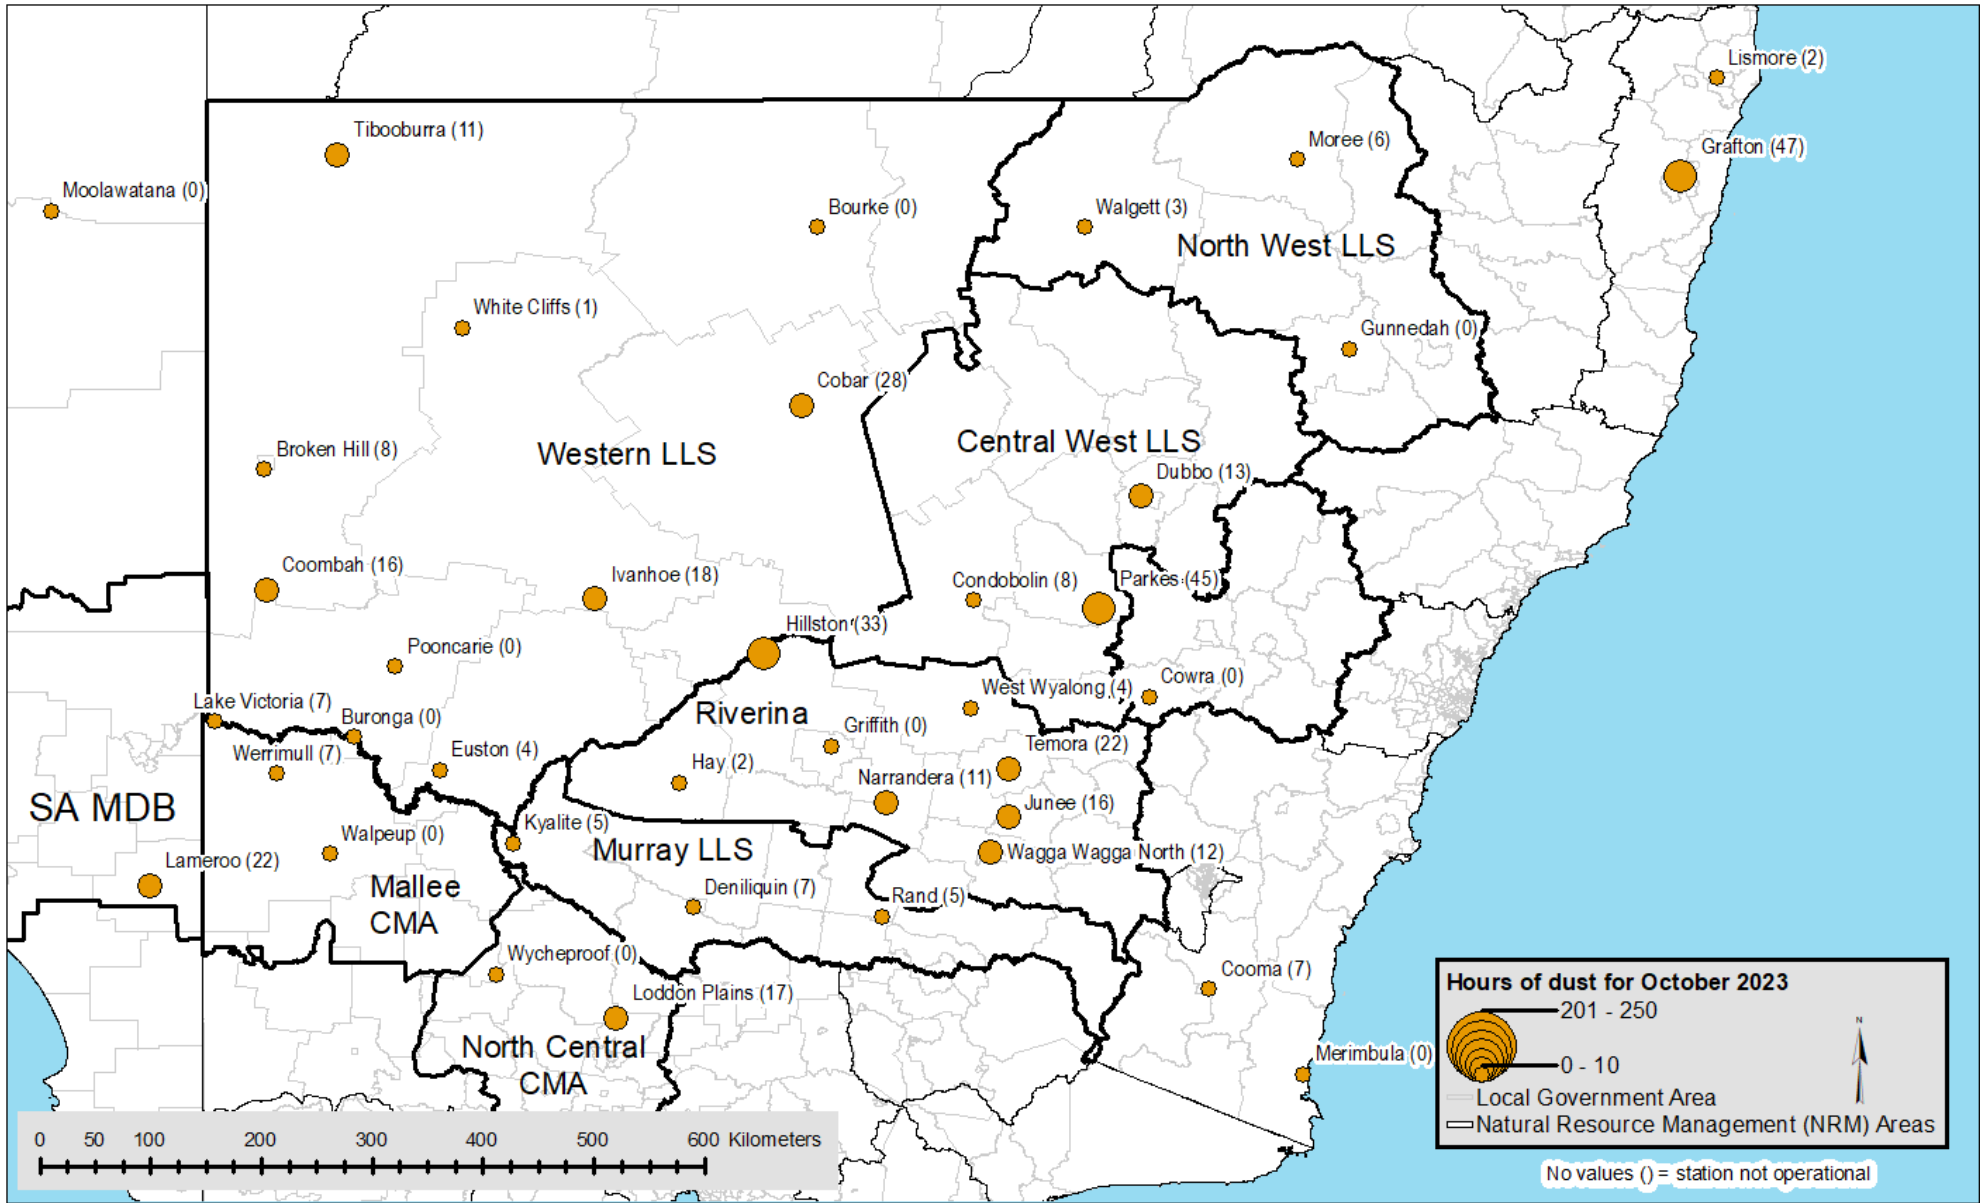 Lismore (2)
Tibooburra (11)
Moree (6)
Grafton (47)
Moolawatana (0)
Bourke (0)
Walgett (3)
North West LLS
White Cliffs (1)
Gunnedah (0)
Cobar (28)
Broken Hill (8)
Western LLS
Central West LLS
Dubbo (13)
Coombah (16)
Ivanhoe (18)
Condobolin (8)
Parkes (45)
Hillston (33)
Pooncarie (0)
Lake Victoria (7)
Buronga (0)
West Wyalong (4)
Cowra (0)
Riverina
Griffith (0)
Werrimull (7)
Euston (4)
Hay (2)
Temora (22)
Narrandera (11)
Junee (16)
SA MDB
Walpeup (0)
Kyalite (5)
Murray LLS
Wagga Wagga North (12)
Lameroo (22)
Mallee
CMA
Deniliquin (7)
Rand (5)
Wycheproof (0)
Loddon Plains (17)
Cooma (7)
North Central
CMA
Merimbula (0)
Hours of dust for October 2023
201 - 250
0 - 10
N
Local Government Area
Natural Resource Management (NRM) Areas
0 50 100 200 300 400 500 600 Kilometers
No values () = station not operational